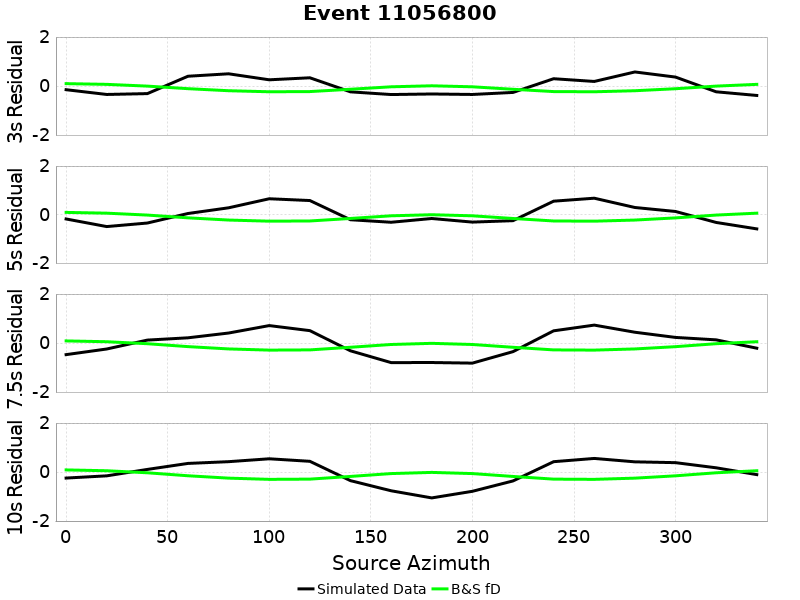 Event 11056800
3s Residual
2
0
-2
5s Residual
2
0
-2
7.5s Residual
2
0
-2
10s Residual
2
0
-2
0 50 100 150 200 250 300
Source Azimuth
Simulated Data B&S fD